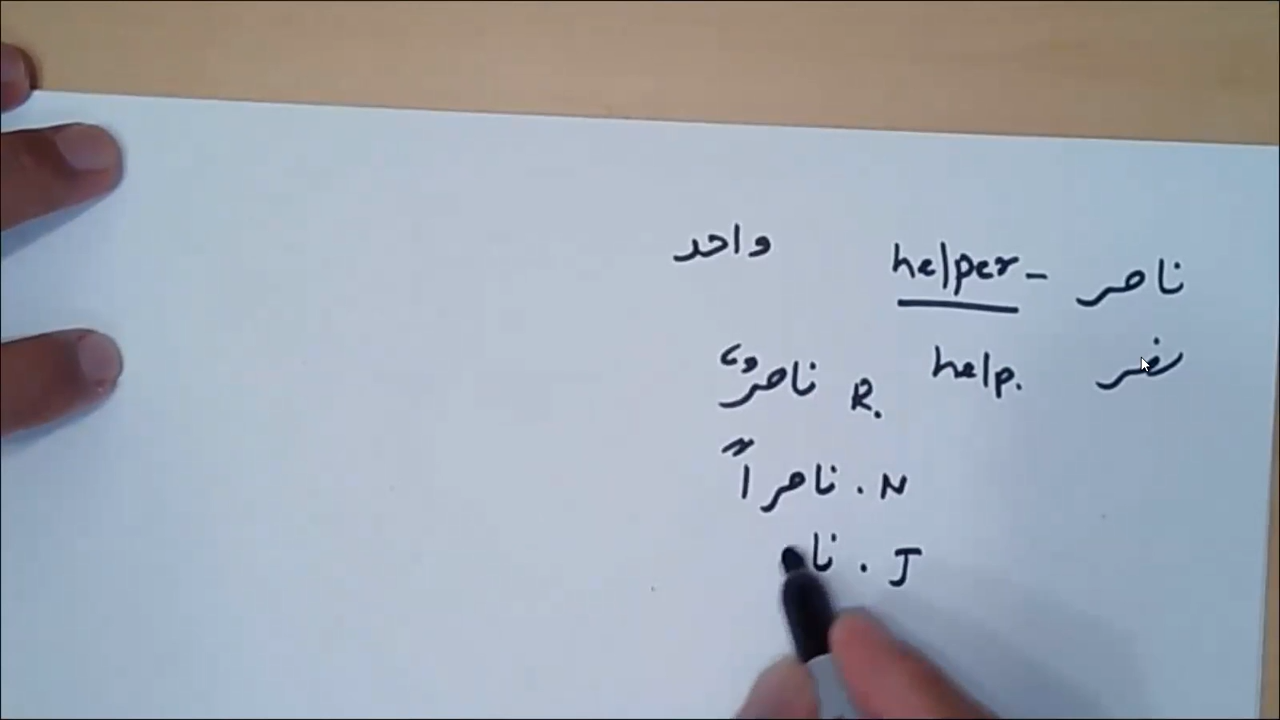 ناصر - helper واحد
نصر help.
R. ناصرٌ
N. ناصراً
J. نا